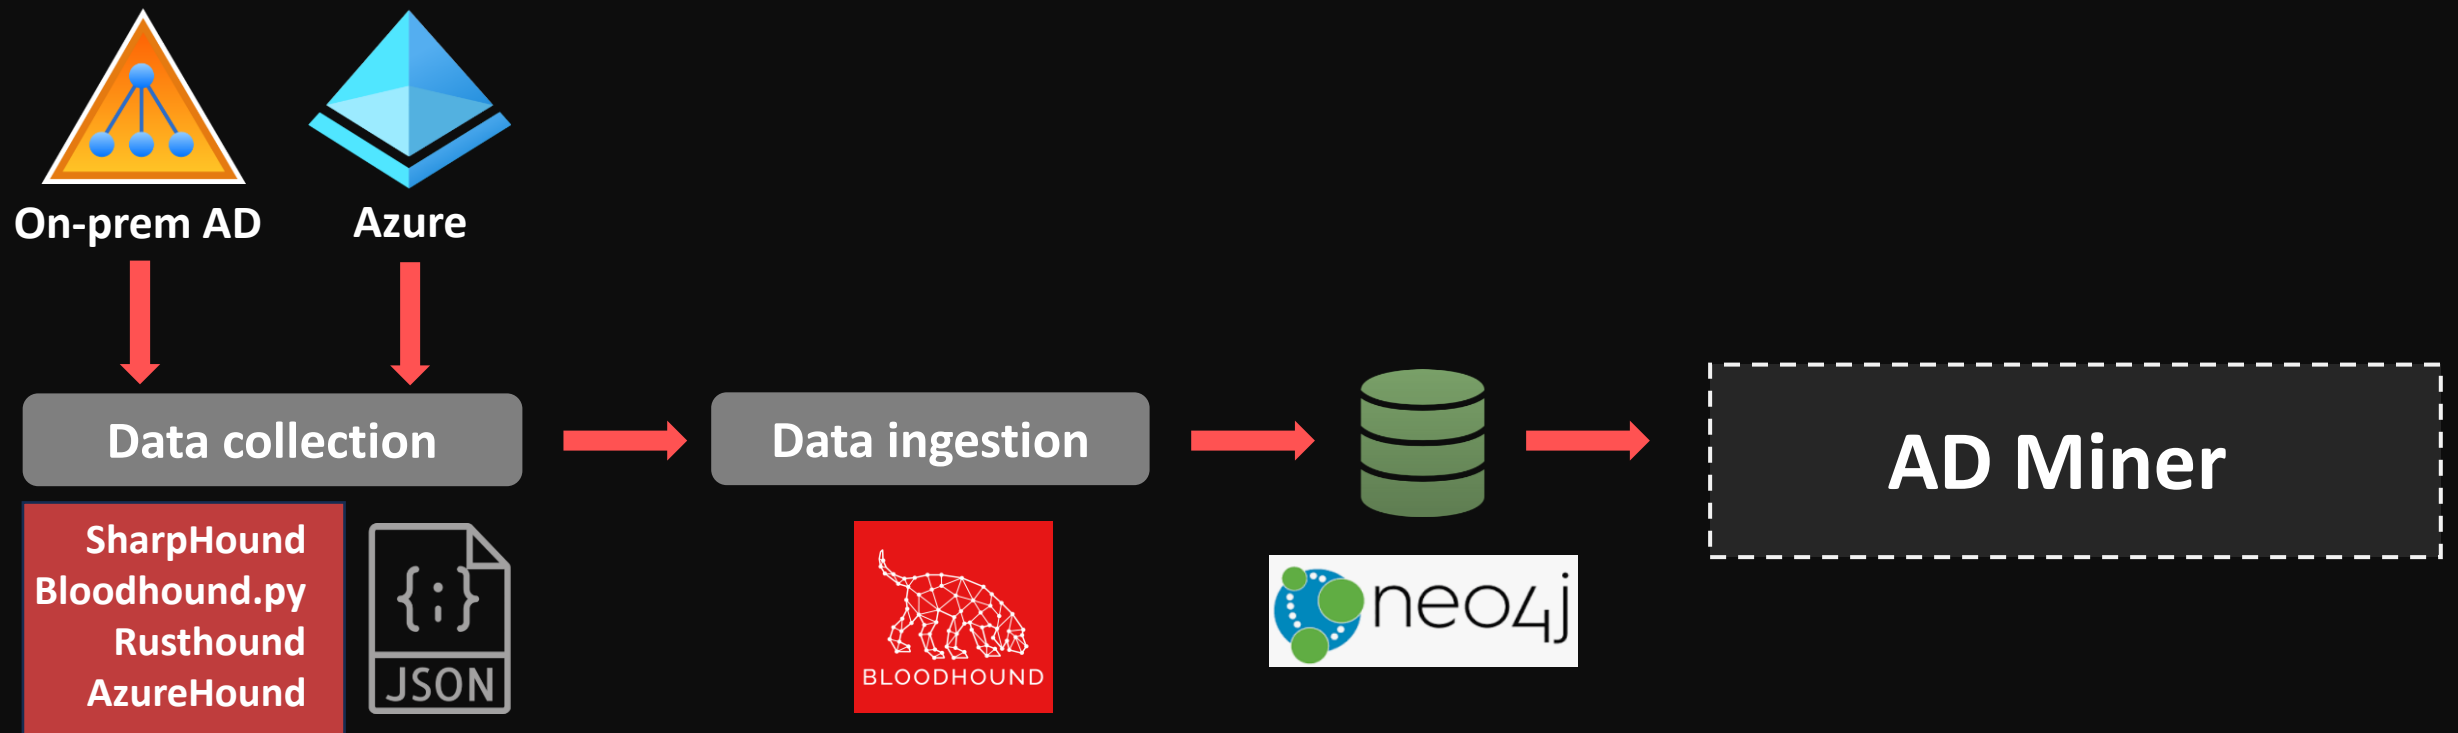 On-prem AD
Azure
Data collection
Data ingestion
AD Miner
SharpHound
Bloodhound.py
Rusthound
AzureHound
{;}
JSON
BLOODHOUND
neo4j